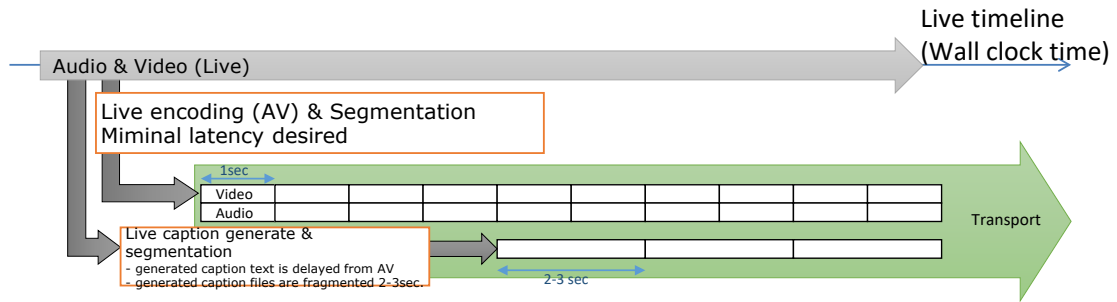 Live timeline
(Wall clock time)
Audio & Video (Live)
Live encoding (AV) & Segmentation
Miminal latency desired
1sec
Video
Audio
Transport
Live caption generate &
segmentation
- generated caption text is delayed from AV
- generated caption files are fragmented 2-3sec.
2-3 sec